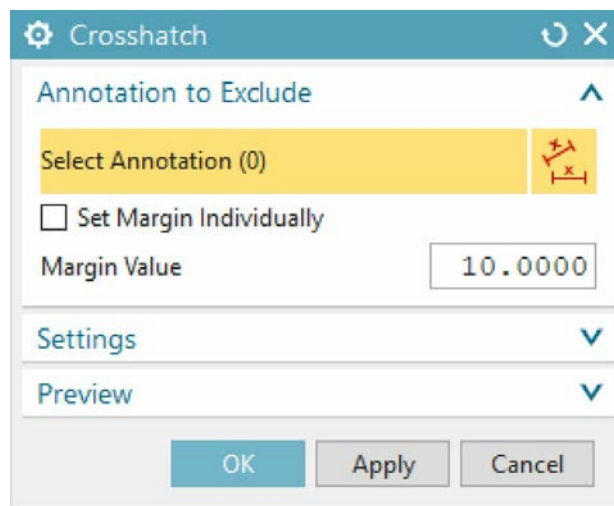 Crosshatch
Annotation to Exclude
Select Annotation (0)
Set Margin Individually
Margin Value 10.0000
Settings
Preview
OK Apply Cancel